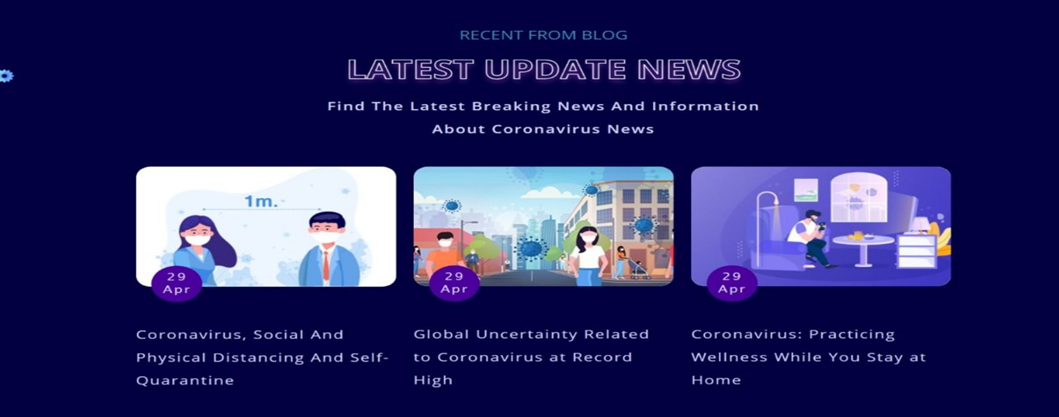 RECENT FROM BLOG
LATEST UPDATE NEWS
Find The Latest Breaking News And Information
About Coronavirus News
1m.
29
Apr
29
Apr
29
Apr
Coronavirus, Social And
Physical Distancing And Self-
Quarantine
Global Uncertainty Related
to Coronavirus at Record
High
Coronavirus: Practicing
Wellness While You Stay at
Home